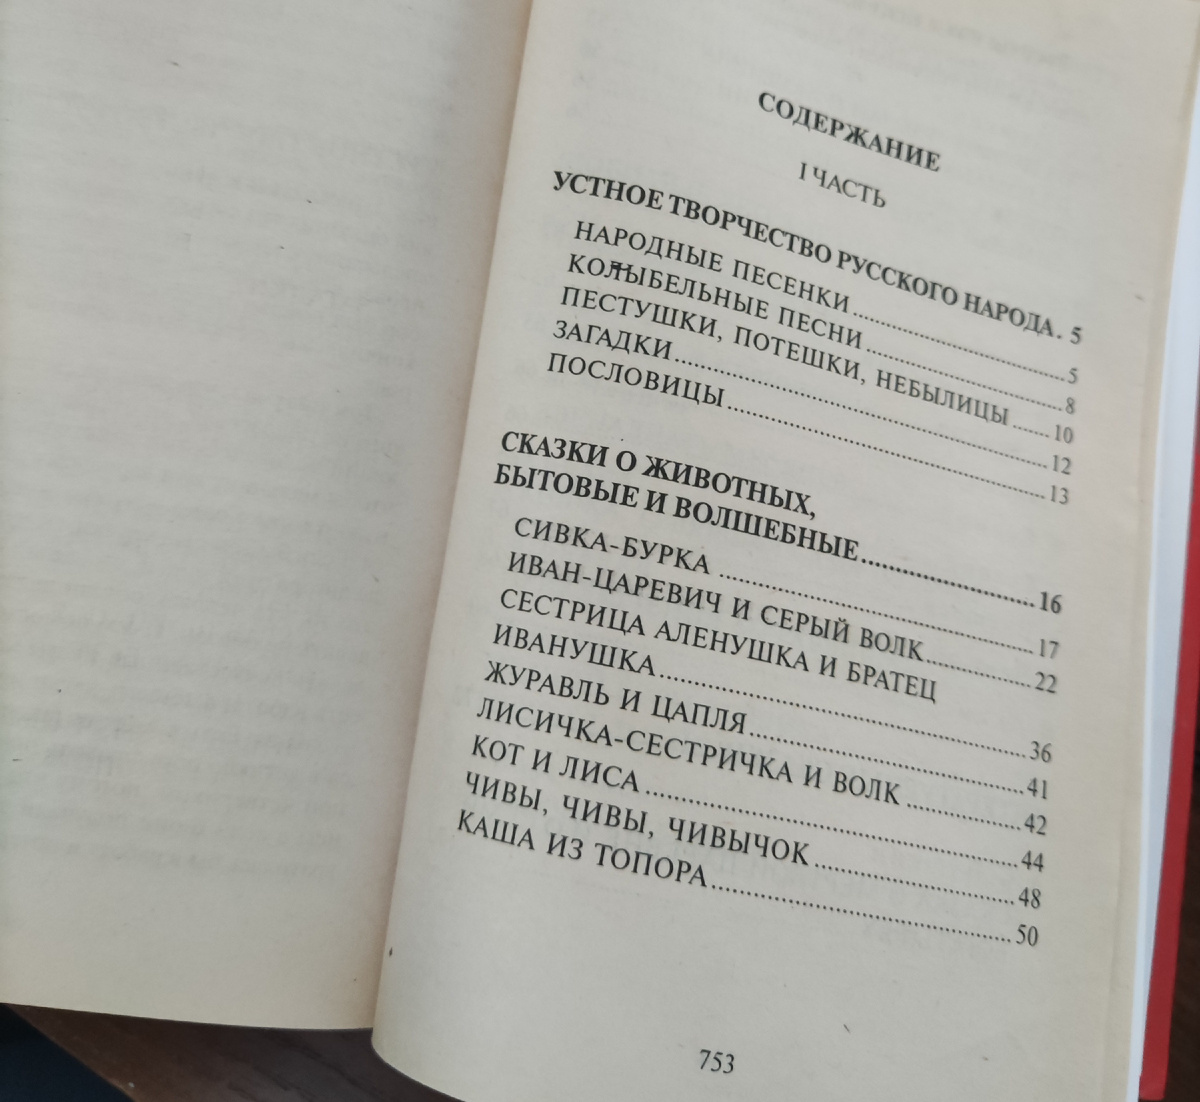 СОДЕРЖАНИЕ
I ЧАСТЬ
УСТНОЕ ТВОРЧЕСТВО РУССКОГО НАРОДА. 5
НАРОДНЫЕ ПЕСЕНКИ..............................5
КОЛЫБЕЛЬНЫЕ ПЕСНИ............................8
ПЕСТУШКИ, ПОТЕШКИ, НЕБЫЛИЦЫ......10
ЗАГАДКИ..................................................12
ПОСЛОВИЦЫ............................................13
СКАЗКИ О ЖИВОТНЫХ,
БЫТОВЫЕ И ВОЛШЕБНЫЕ..........................16
СИВКА-БУРКА ..........................................17
ИВАН-ЦАРЕВИЧ И СЕРЫЙ ВОЛК..............22
СЕСТРИЦА АЛЕНУШКА И БРАТЕЦ
ИВАНУШКА..............................................36
ЖУРАВЛЬ И ЦАПЛЯ....................................41
ЛИСИЧКА-СЕСТРИЧКА И ВОЛК ................42
КОТ И ЛИСА ..............................................44
ЧИВЫ, ЧИВЫ, ЧИВЫЧОК..........................48
КАША ИЗ ТОПОРА......................................50
753